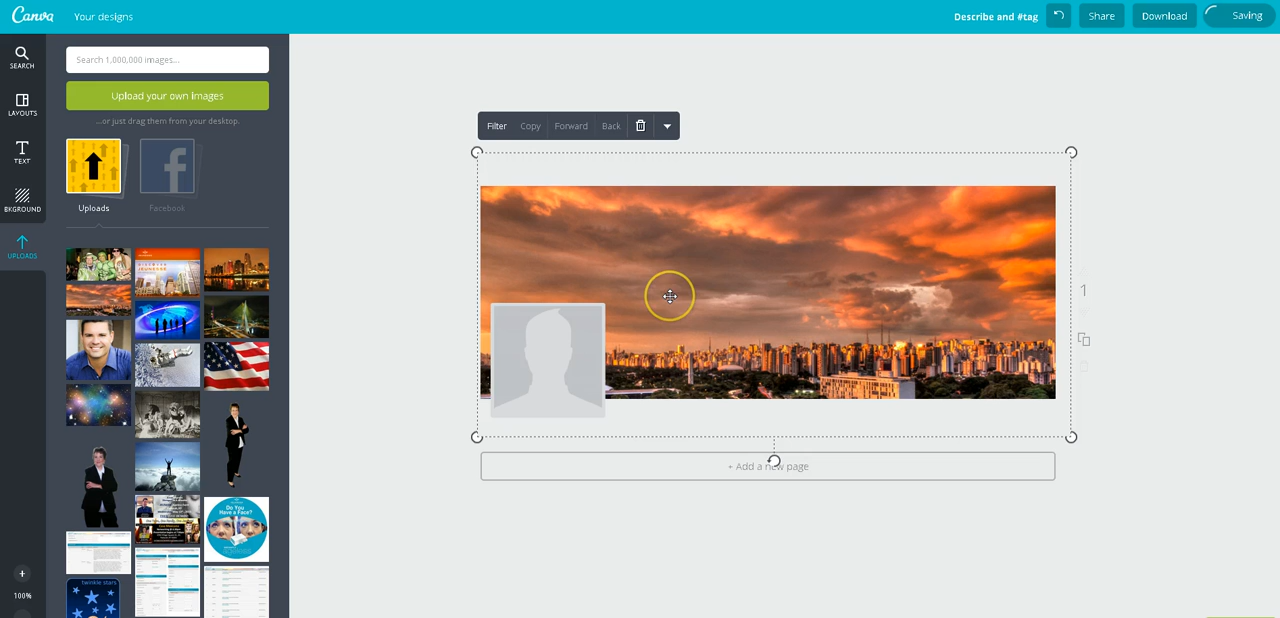 Canva
Your designs
Describe and #tag
Share
Download
Saving
SEARCH
LAYOUTS
TEXT
BKGROUND
UPLOADS
100%
Search 1,000,000 images...
Upload your own images
...or just drag them from your desktop.
Uploads
Facebook
Do You
Have a Face?
twinkle stars
Filter
Copy
Forward
Back
1
+ Add a new page